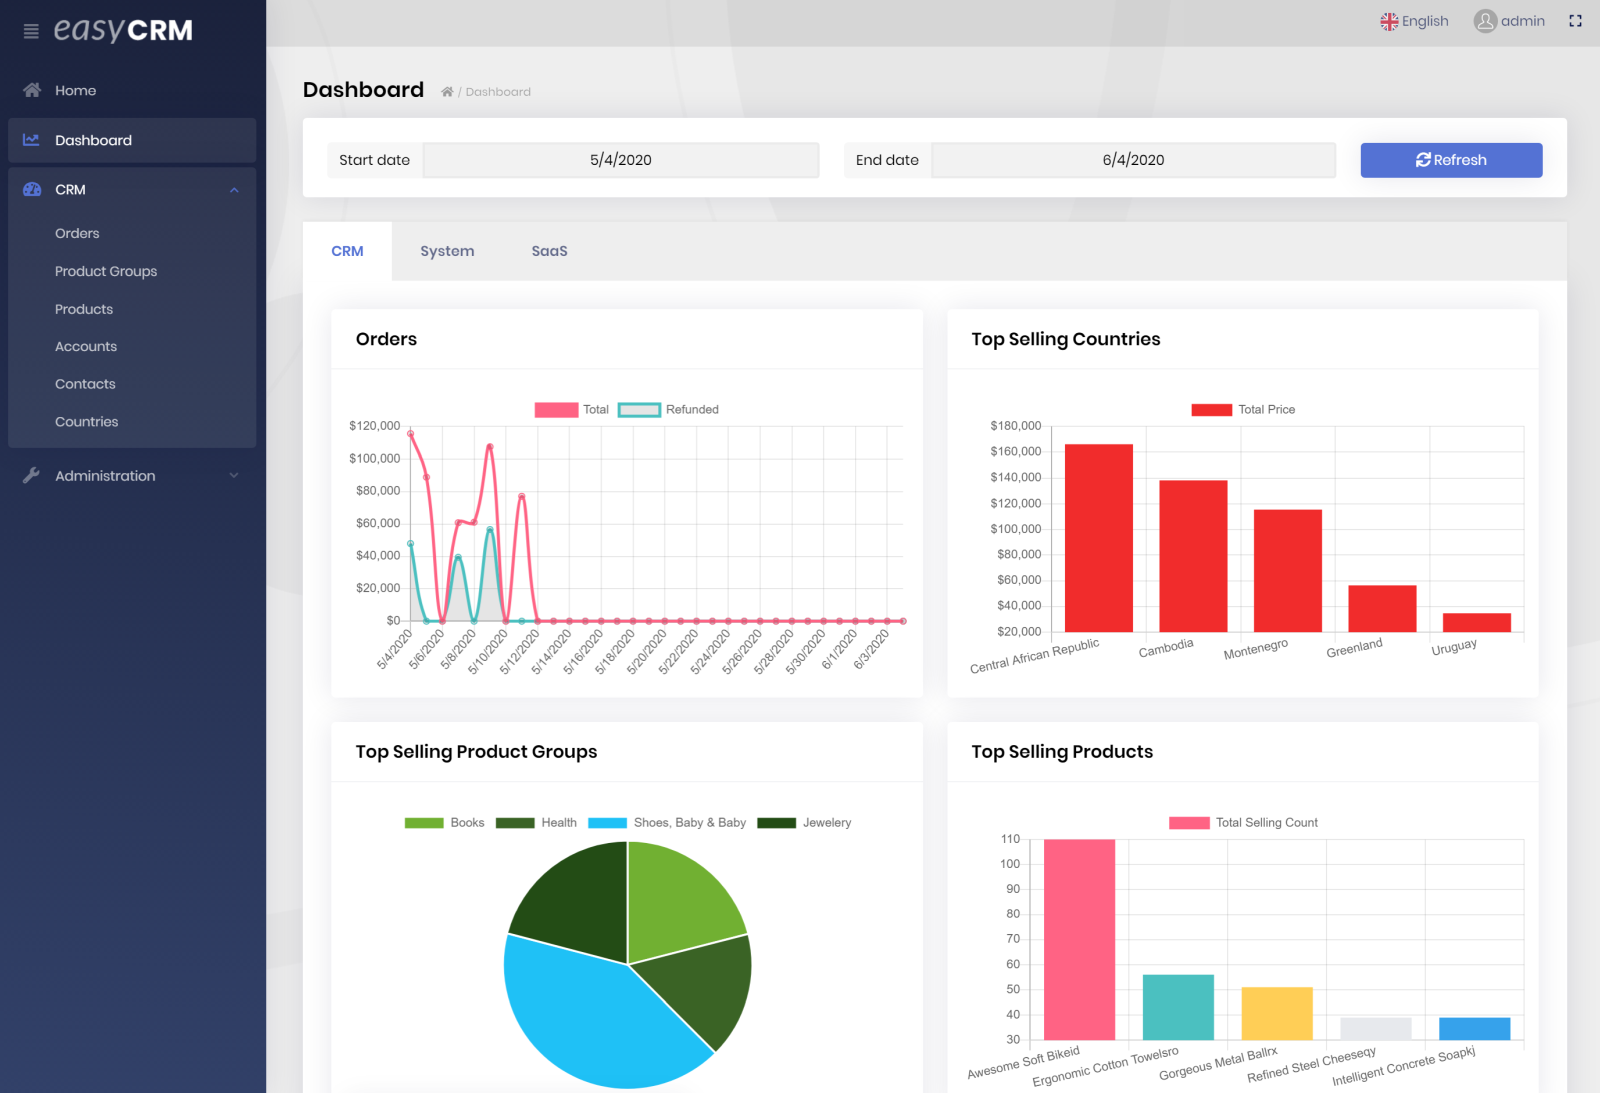 easyCRM
English
admin
Home
Dashboard
CRM
Orders
Product Groups
Products
Accounts
Contacts
Countries
Administration
Dashboard / Dashboard
Start date 5/4/2020 End date 6/4/2020 Refresh
CRM System SaaS
Orders
Total Refunded
$120,000
$100,000
$80,000
$60,000
$40,000
$20,000
$0
5/4/2020 5/6/2020 5/8/2020 5/10/2020 5/12/2020 5/14/2020 5/16/2020 5/18/2020 5/20/2020 5/22/2020 5/24/2020 5/26/2020 5/28/2020 5/30/2020 6/1/2020 6/3/2020
Top Selling Countries
Total Price
$180,000
$160,000
$140,000
$120,000
$100,000
$80,000
$60,000
$40,000
$20,000
Central African Republic Cambodia Montenegro Greenland Uruguay
Top Selling Product Groups
Books Health Shoes, Baby & Baby Jewelery
Top Selling Products
Total Selling Count
110
100
90
80
70
60
50
40
30
Awesome Soft Bikeid Ergonomic Cotton Towelsro Gorgeous Metal Ballrx Refined Steel Cheeseqy Intelligent Concrete Soapkj